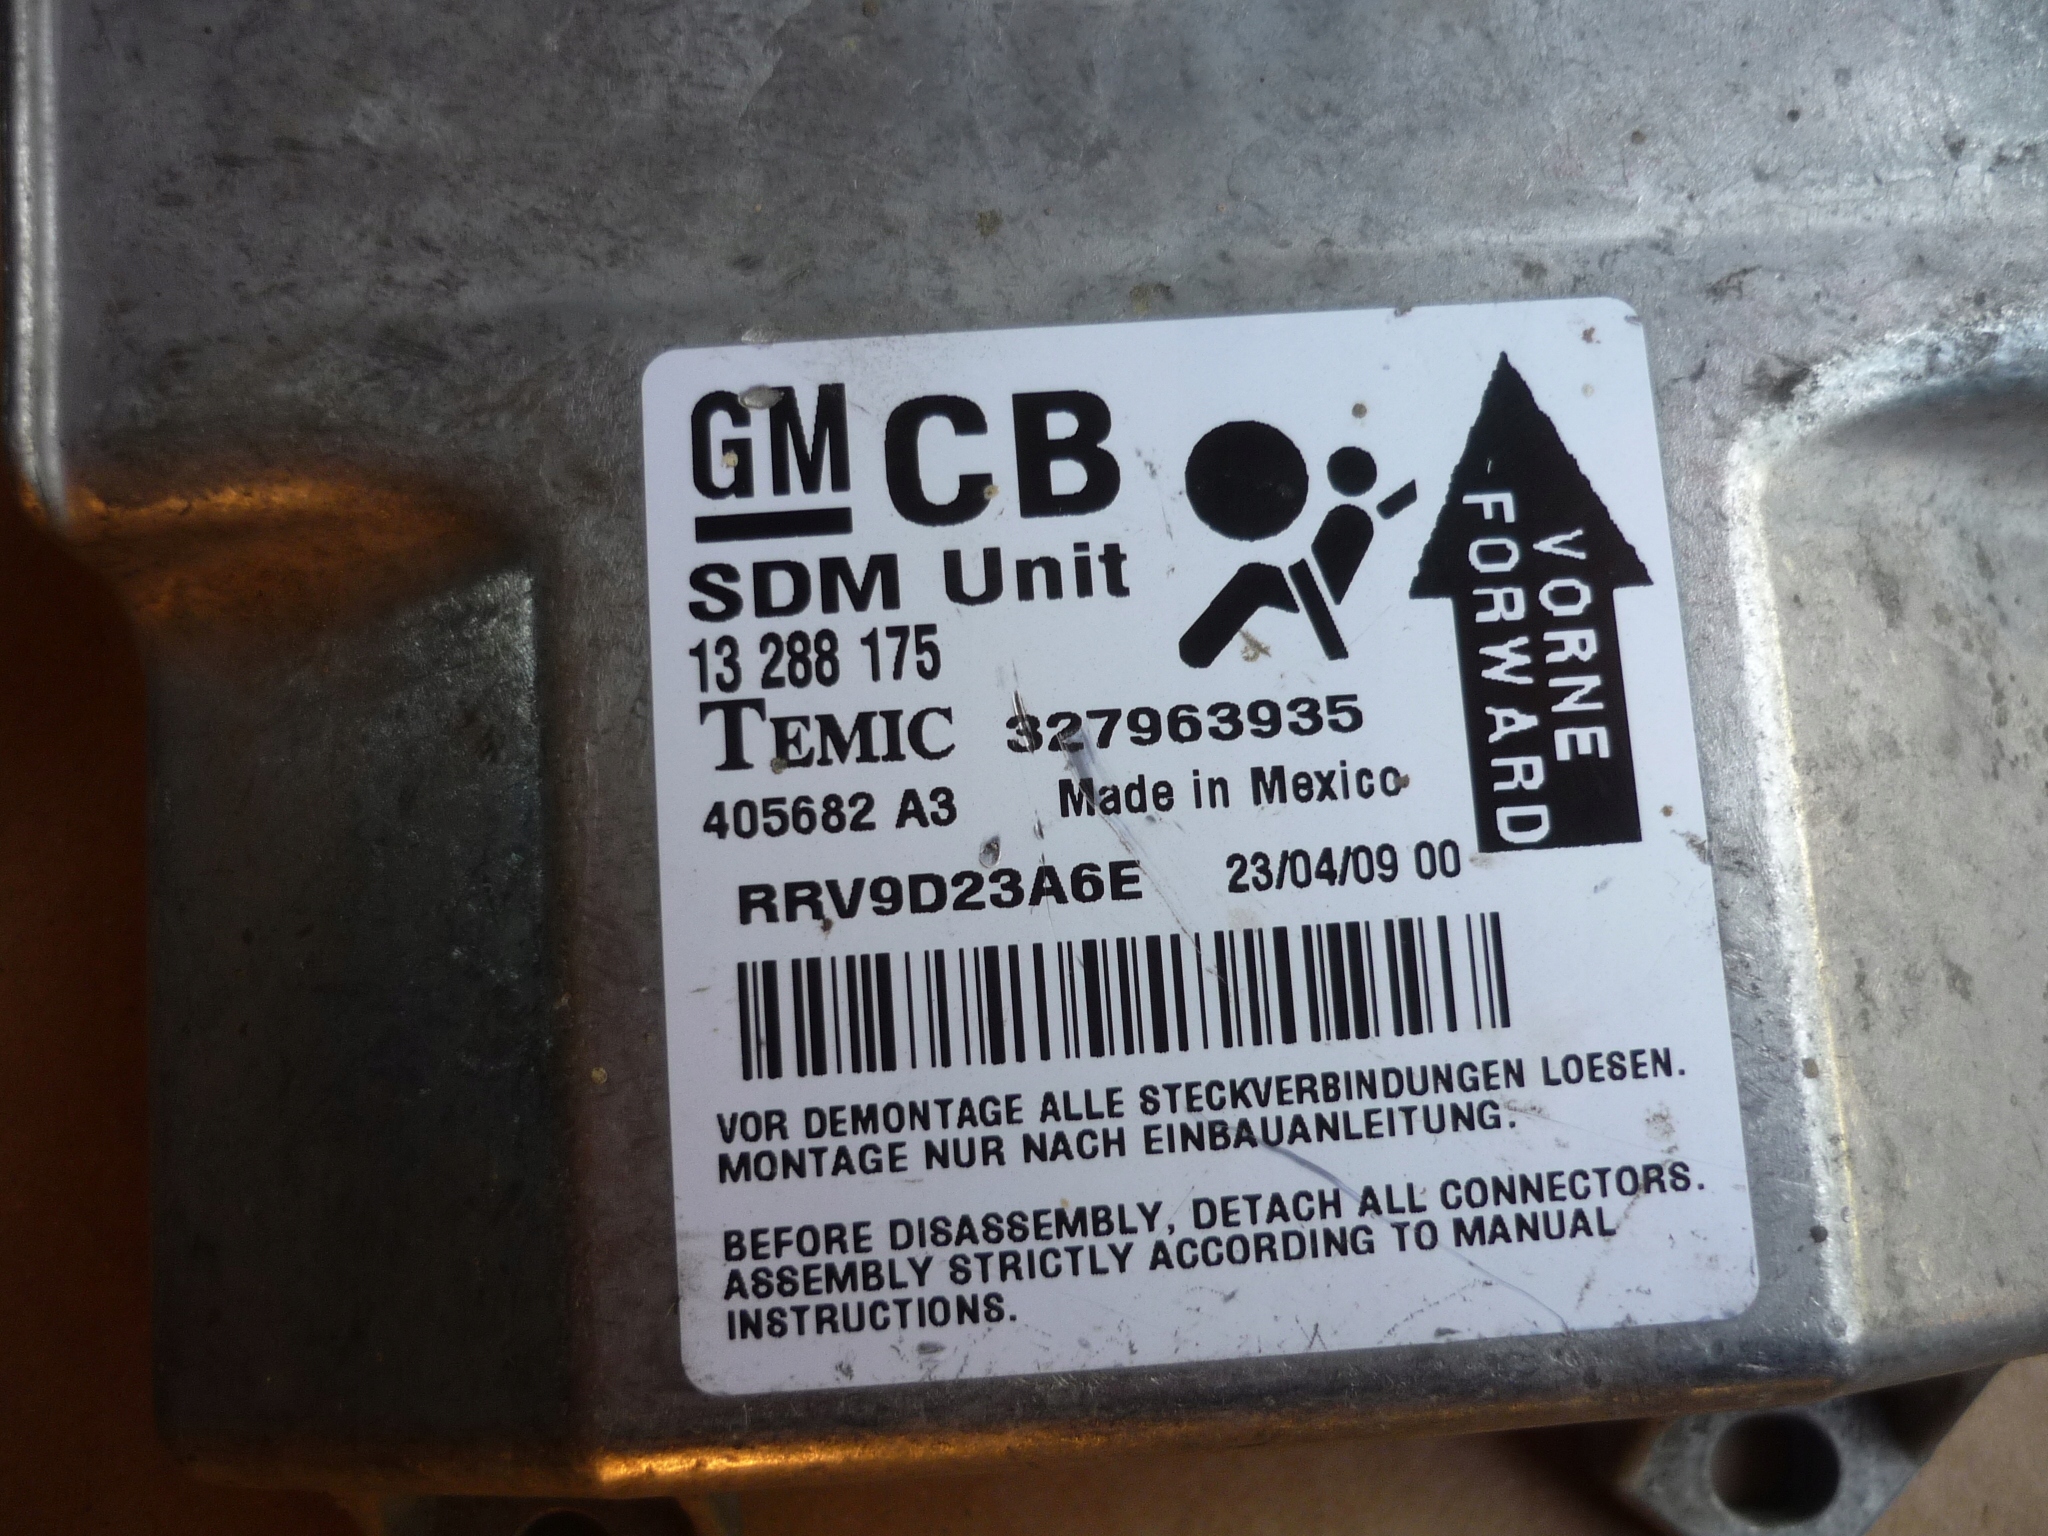 GM CB
SDM Unit
13 288 175
TEMIC 327963935
405682 A3 Made in Mexico
RRV9D23A6E 23/04/09 00
VORNE
FORWARD
VOR DEMONTAGE ALLE STECKVERBINDUNGEN LOESEN.
MONTAGE NUR NACH EINBAUANLEITUNG.
BEFORE DISASSEMBLY, DETACH ALL CONNECTORS.
ASSEMBLY STRICTLY ACCORDING TO MANUAL
INSTRUCTIONS.